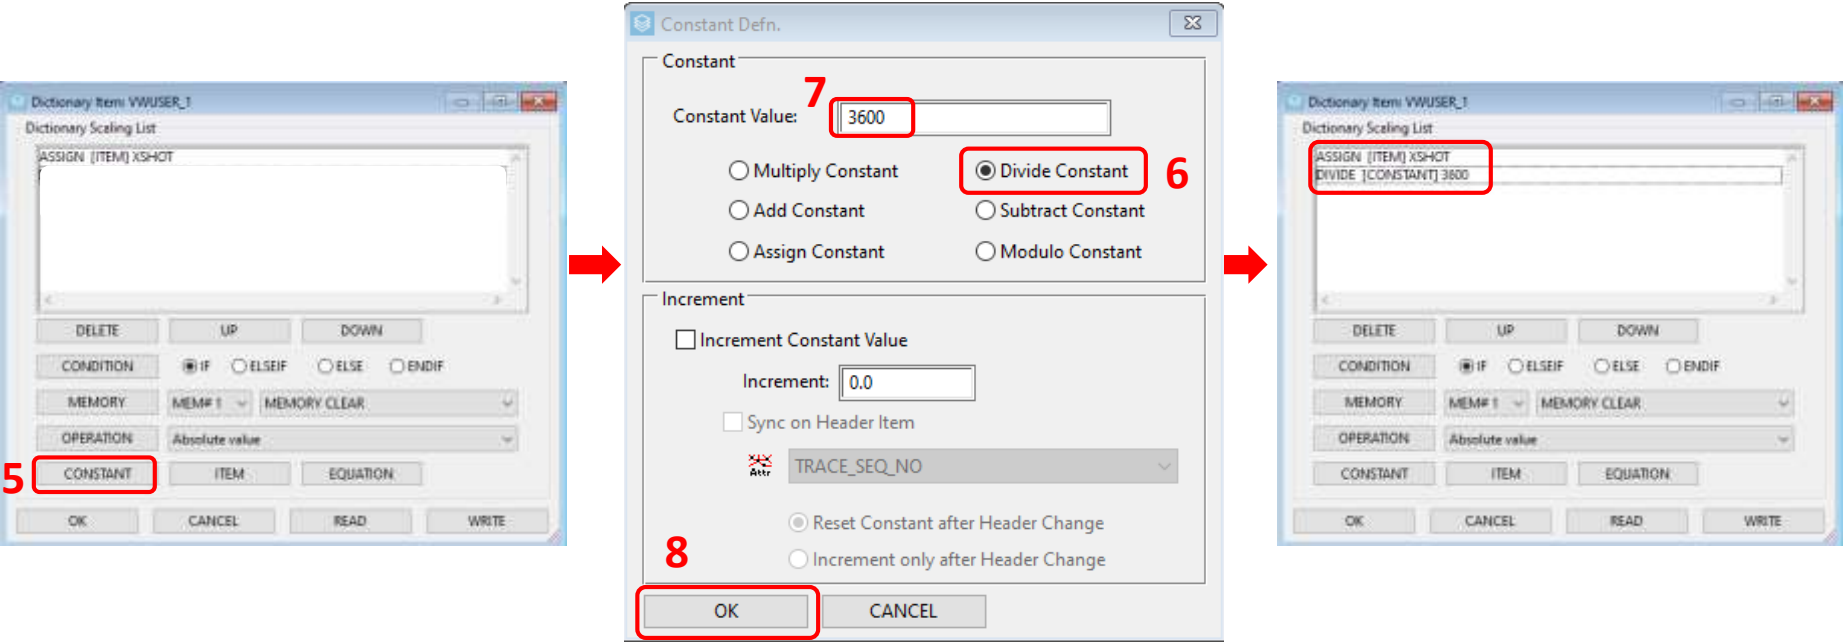 Dictionary Item: VWUSER_1
Dictionary Scaling List
ASSIGN [ITEM] XSHOT
DELETE UP DOWN
CONDITION IF ELSEIF ELSE ENDIF
MEMORY MEM# 1 MEMORY CLEAR
OPERATION Absolute value
5 CONSTANT ITEM EQUATION
OK CANCEL READ WRITE
Constant Defn.
Constant
7
Constant Value: 3600
Multiply Constant Divide Constant 6
Add Constant Subtract Constant
Assign Constant Modulo Constant
Increment
Increment Constant Value
Increment: 0.0
Sync on Header Item
Attr TRACE_SEQ_NO
Reset Constant after Header Change
8 Increment only after Header Change
OK CANCEL
Dictionary Item: VWUSER_1
Dictionary Scaling List
ASSIGN [ITEM] XSHOT
DIVIDE [CONSTANT] 3600
DELETE UP DOWN
CONDITION IF ELSEIF ELSE ENDIF
MEMORY MEM# 1 MEMORY CLEAR
OPERATION Absolute value
CONSTANT ITEM EQUATION
OK CANCEL READ WRITE